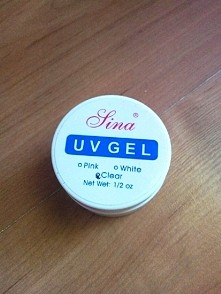 Sina ®
UV GEL
o Pink o White
o Clear
Net Wet: 1/2 oz